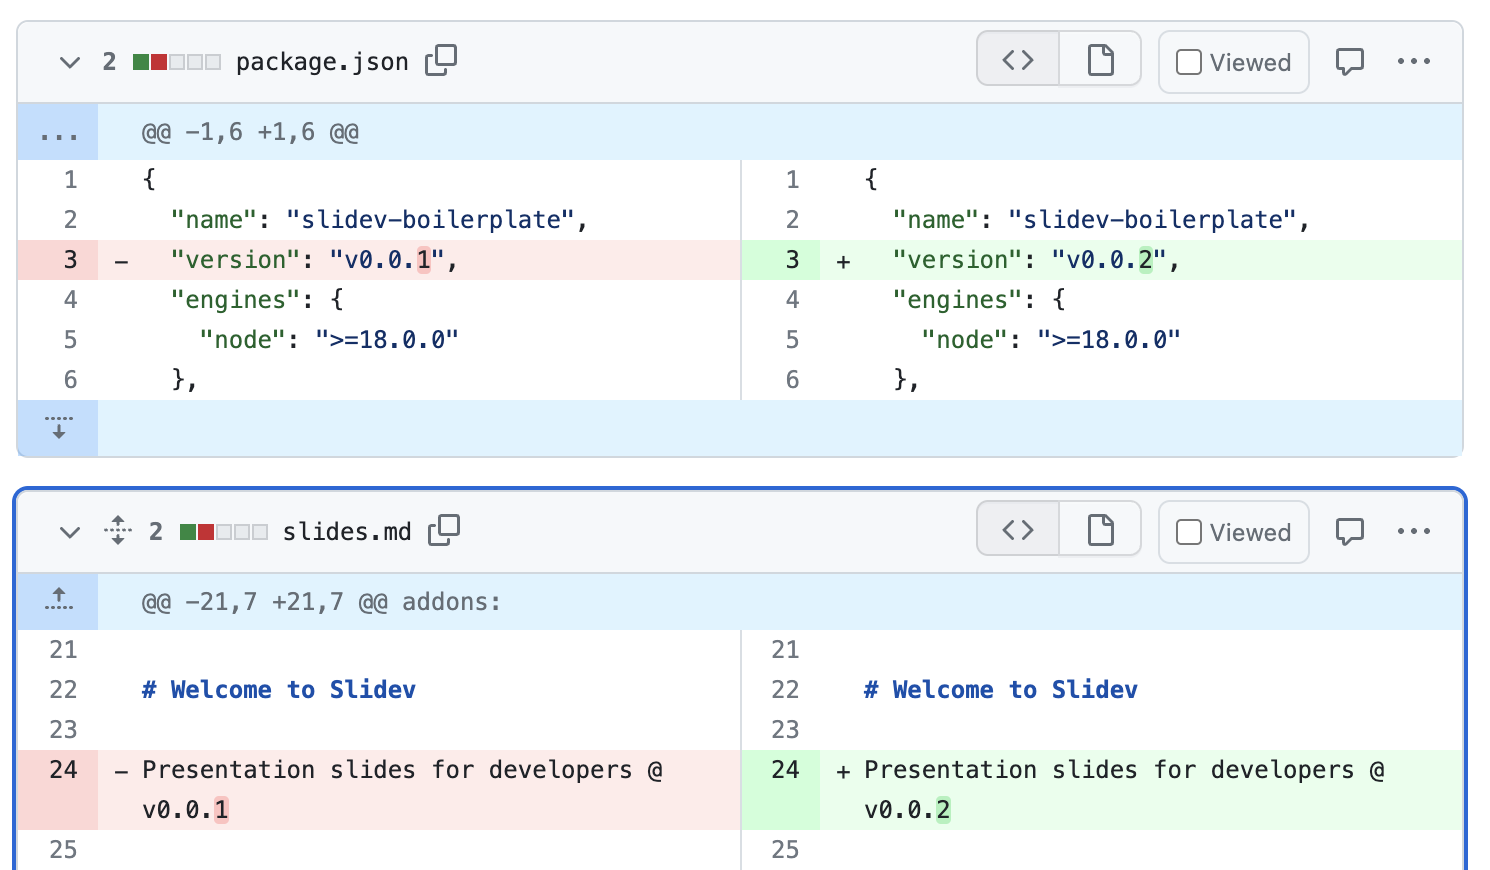 2 package.json Viewed
... @@ -1,6 +1,6 @@
1 { 1 {
2 "name": "slidev-boilerplate", 2 "name": "slidev-boilerplate",
3 - "version": "v0.0.1", 3 + "version": "v0.0.2",
4 "engines": { 4 "engines": {
5 "node": ">=18.0.0" 5 "node": ">=18.0.0"
6 }, 6 },
2 slides.md Viewed
@@ -21,7 +21,7 @@ addons:
21 21
22 # Welcome to Slidev 22 # Welcome to Slidev
23 23
24 - Presentation slides for developers @ 24 + Presentation slides for developers @
v0.0.1 v0.0.2
25 25